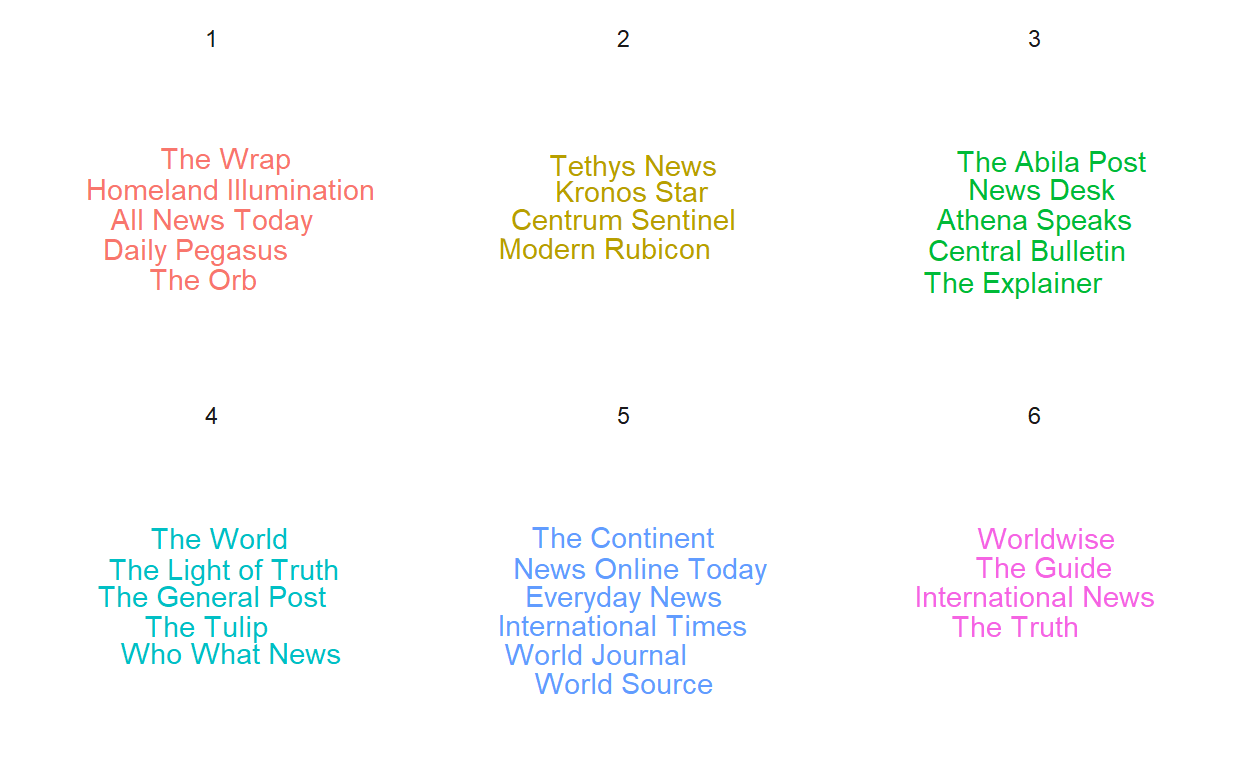 1
The Wrap
Homeland Illumination
All News Today
Daily Pegasus
The Orb
2
Tethys News
Kronos Star
Centrum Sentinel
Modern Rubicon
3
The Abila Post
News Desk
Athena Speaks
Central Bulletin
The Explainer
4
The World
The Light of Truth
The General Post
The Tulip
Who What News
5
The Continent
News Online Today
Everyday News
International Times
World Journal
World Source
6
Worldwise
The Guide
International News
The Truth